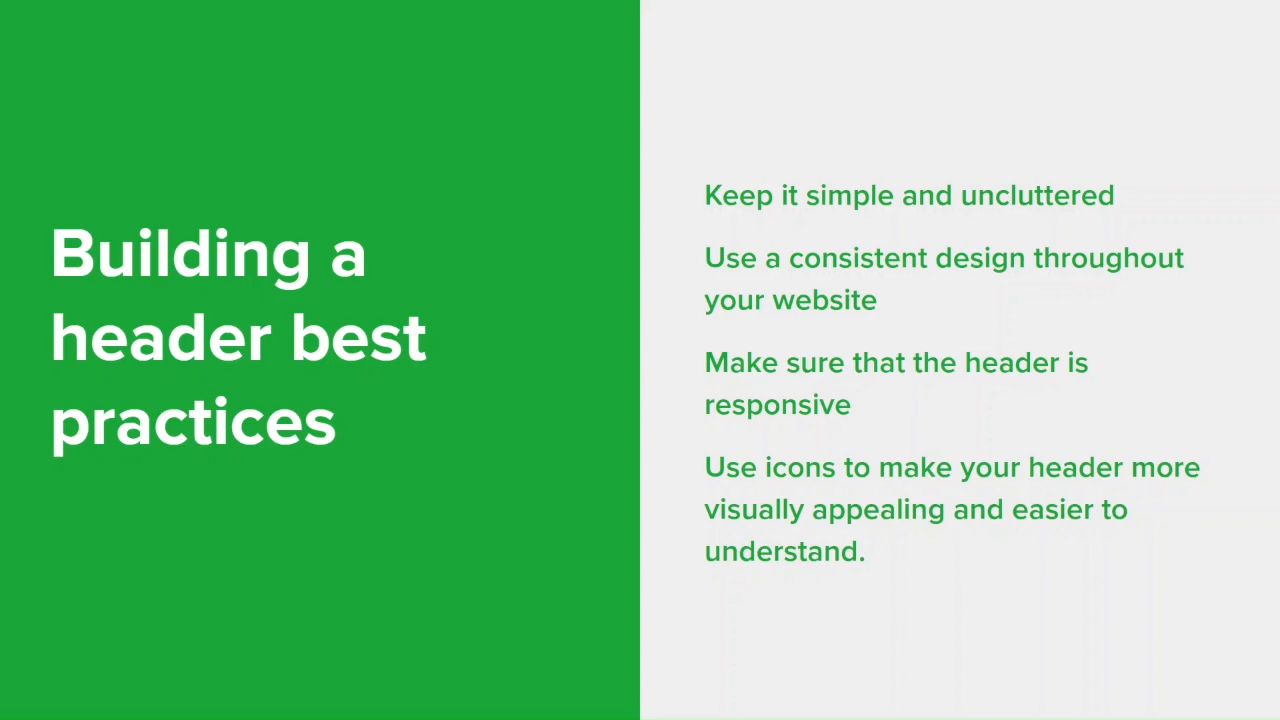 Building a
header best
practices
Keep it simple and uncluttered
Use a consistent design throughout
your website
Make sure that the header is
responsive
Use icons to make your header more
visually appealing and easier to
understand.